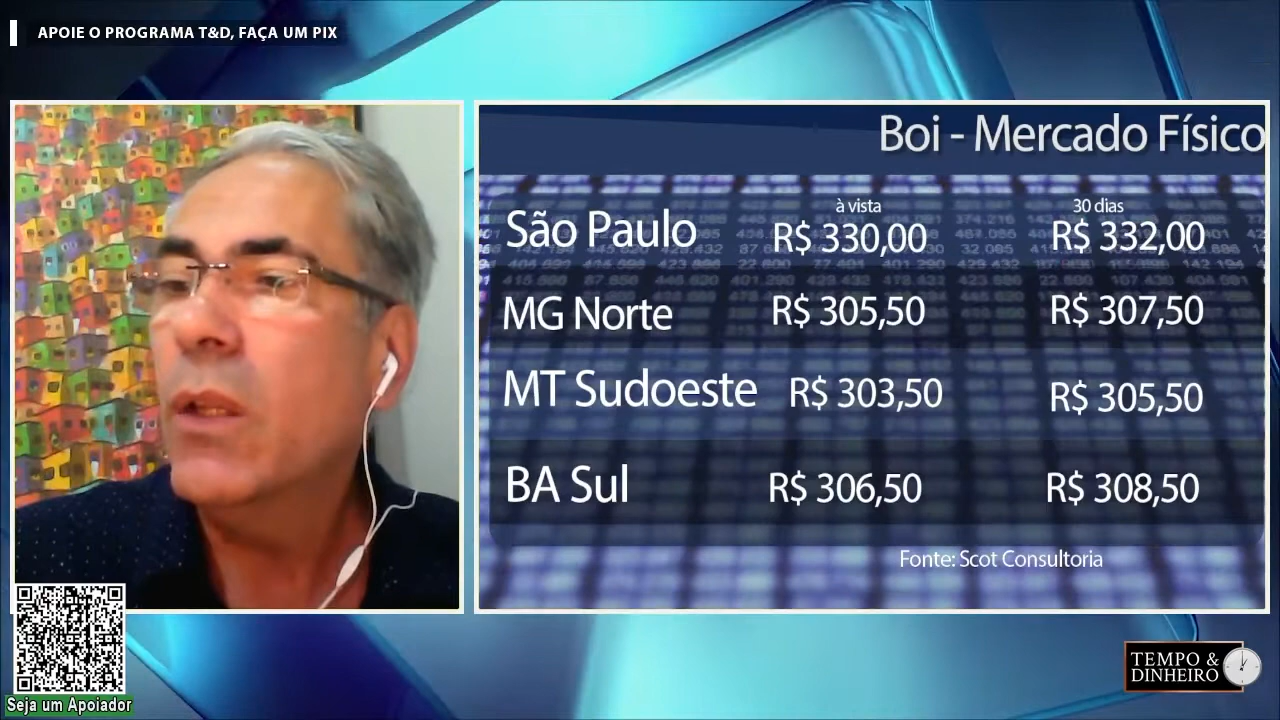 APOIE O PROGRAMA T&D, FAÇA UM PIX
Boi - Mercado Físico
à vista
30 dias
São Paulo
R$ 330,00
R$ 332,00
MG Norte
R$ 305,50
R$ 307,50
MT Sudoeste
R$ 303,50
R$ 305,50
BA Sul
R$ 306,50
R$ 308,50
Fonte: Scot Consultoria
Seja um Apoiador
TEMPO &
DINHEIRO